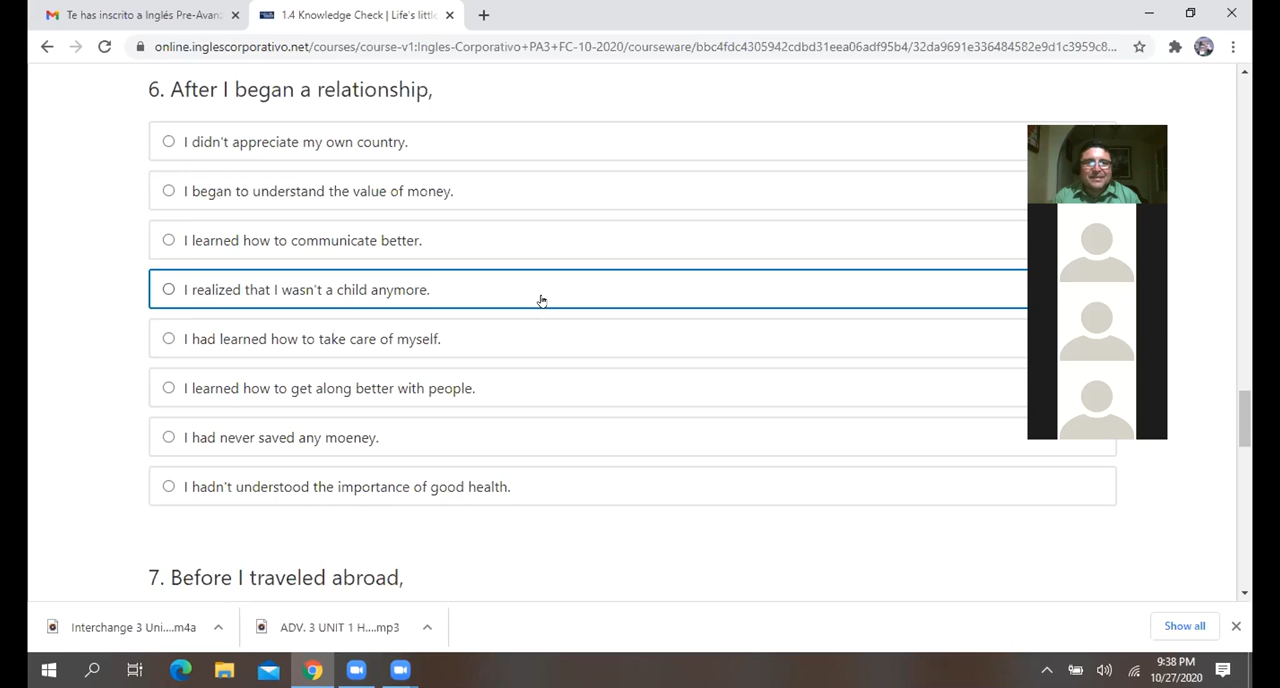 Te has inscrito a Inglés Pre-Avan
1.4 Knowledge Check | Life's littl
online.inglescorporativo.net/courses/course-v1:Ingles-Corporativo+PA3+FC-10-2020/courseware/bbc4fdc4305942cdbd31eea06adf95b4/32da9691e336484582e9d1c3959c8...
6. After I began a relationship,
I didn't appreciate my own country.
I began to understand the value of money.
I learned how to communicate better.
I realized that I wasn't a child anymore.
I had learned how to take care of myself.
I learned how to get along better with people.
I had never saved any moeney.
I hadn't understood the importance of good health.
7. Before I traveled abroad,
Interchange 3 Uni....m4a
ADV. 3 UNIT 1 H....mp3
Show all
9:38 PM
10/27/2020